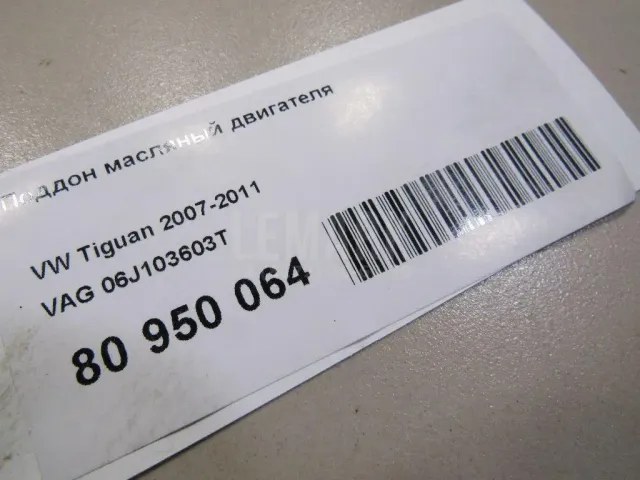 Поддон масляный двигателя
VW Tiguan 2007-2011
VAG 06J103603T
80 950 064